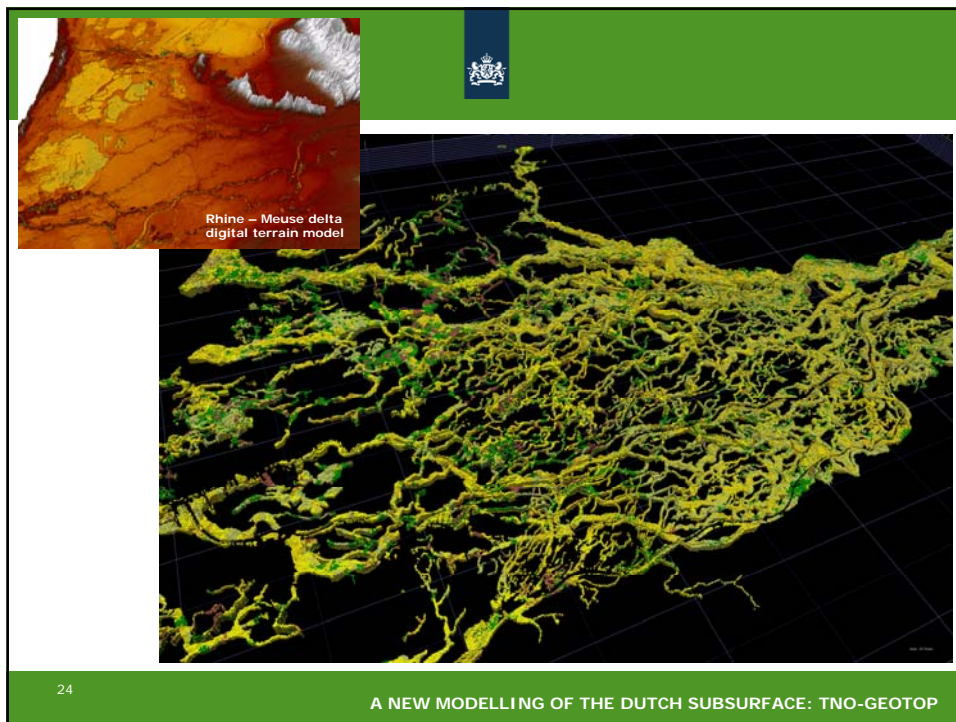 Rhine – Meuse delta
digital terrain model
24
A NEW MODELLING OF THE DUTCH SUBSURFACE: TNO-GEOTOP